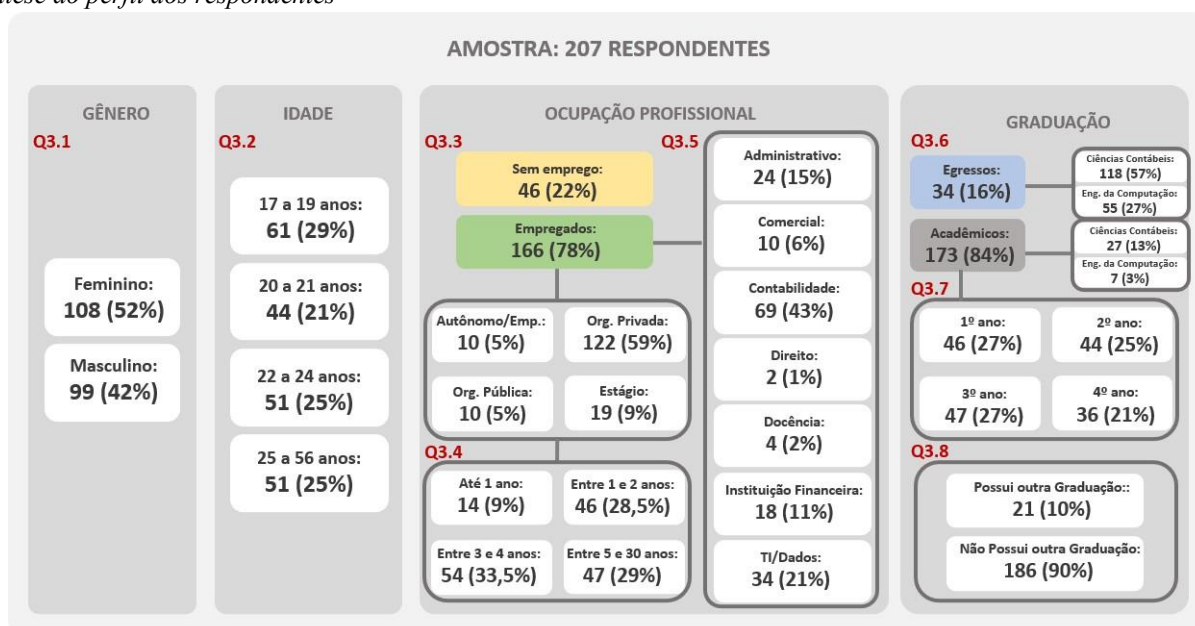 do perfil dos respondentes
AMOSTRA: 207 RESPONDENTES
GÊNERO
Q3.1
Feminino:
108 (52%)
Masculino:
99 (42%)
IDADE
Q3.2
17 a 19 anos:
61 (29%)
20 a 21 anos:
44 (21%)
22 a 24 anos:
51 (25%)
25 a 56 anos:
51 (25%)
OCUPAÇÃO PROFISSIONAL
Q3.3
Sem emprego:
46 (22%)
Empregados:
166 (78%)
Autônomo/Emp.:
10 (5%)
Org. Privada:
122 (59%)
Org. Pública:
10 (5%)
Estágio:
19 (9%)
Q3.4
Até 1 ano:
14 (9%)
Entre 1 e 2 anos:
46 (28,5%)
Entre 3 e 4 anos:
54 (33,5%)
Entre 5 e 30 anos:
47 (29%)
Q3.5
Administrativo:
24 (15%)
Comercial:
10 (6%)
Contabilidade:
69 (43%)
Direito:
2 (1%)
Docência:
4 (2%)
Instituição Financeira:
18 (11%)
TI/Dados:
34 (21%)
GRADUAÇÃO
Q3.6
Egressos:
34 (16%)
Ciências Contábeis:
118 (57%)
Eng. da Computação:
55 (27%)
Acadêmicos:
173 (84%)
Ciências Contábeis:
27 (13%)
Eng. da Computação:
7 (3%)
Q3.7
1º ano:
46 (27%)
2º ano:
44 (25%)
3º ano:
47 (27%)
4º ano:
36 (21%)
Q3.8
Possui outra Graduação::
21 (10%)
Não Possui outra Graduação:
186 (90%)